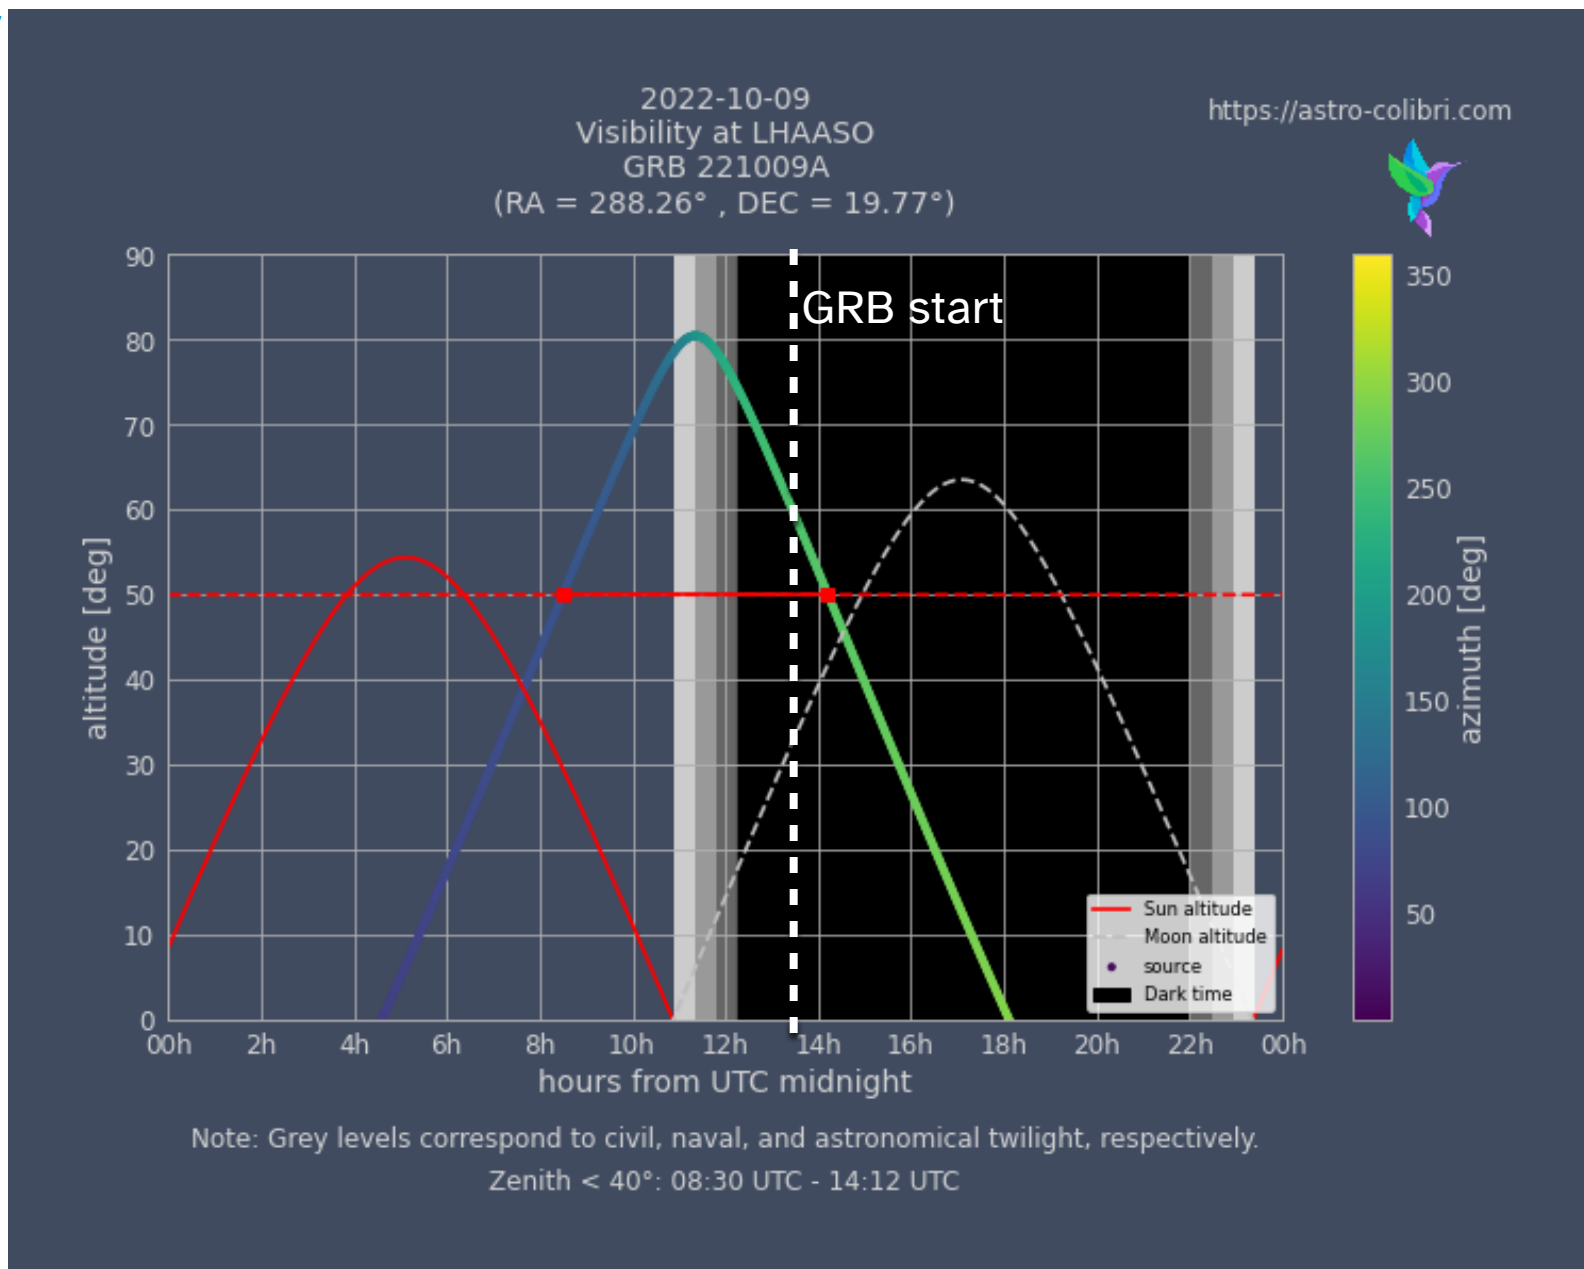 2022-10-09
Visibility at LHAASO
GRB 221009A
(RA = 288.26° , DEC = 19.77°)
https://astro-colibri.com
GRB start
90
80
70
60
50
40
30
20
10
0
altitude [deg]
00h 2h 4h 6h 8h 10h 12h 14h 16h 18h 20h 22h 00h
hours from UTC midnight
Sun altitude
Moon altitude
source
Dark time
350
300
250
200
150
100
50
azimuth [deg]
Note: Grey levels correspond to civil, naval, and astronomical twilight, respectively.
Zenith < 40°: 08:30 UTC - 14:12 UTC